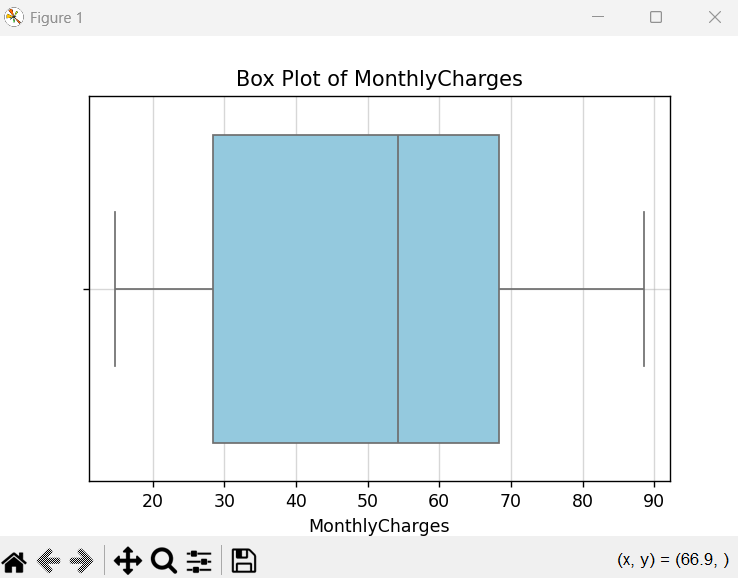 Figure 1
Box Plot of MonthlyCharges
20 30 40 50 60 70 80 90
MonthlyCharges
(x, y) = (66.9, )